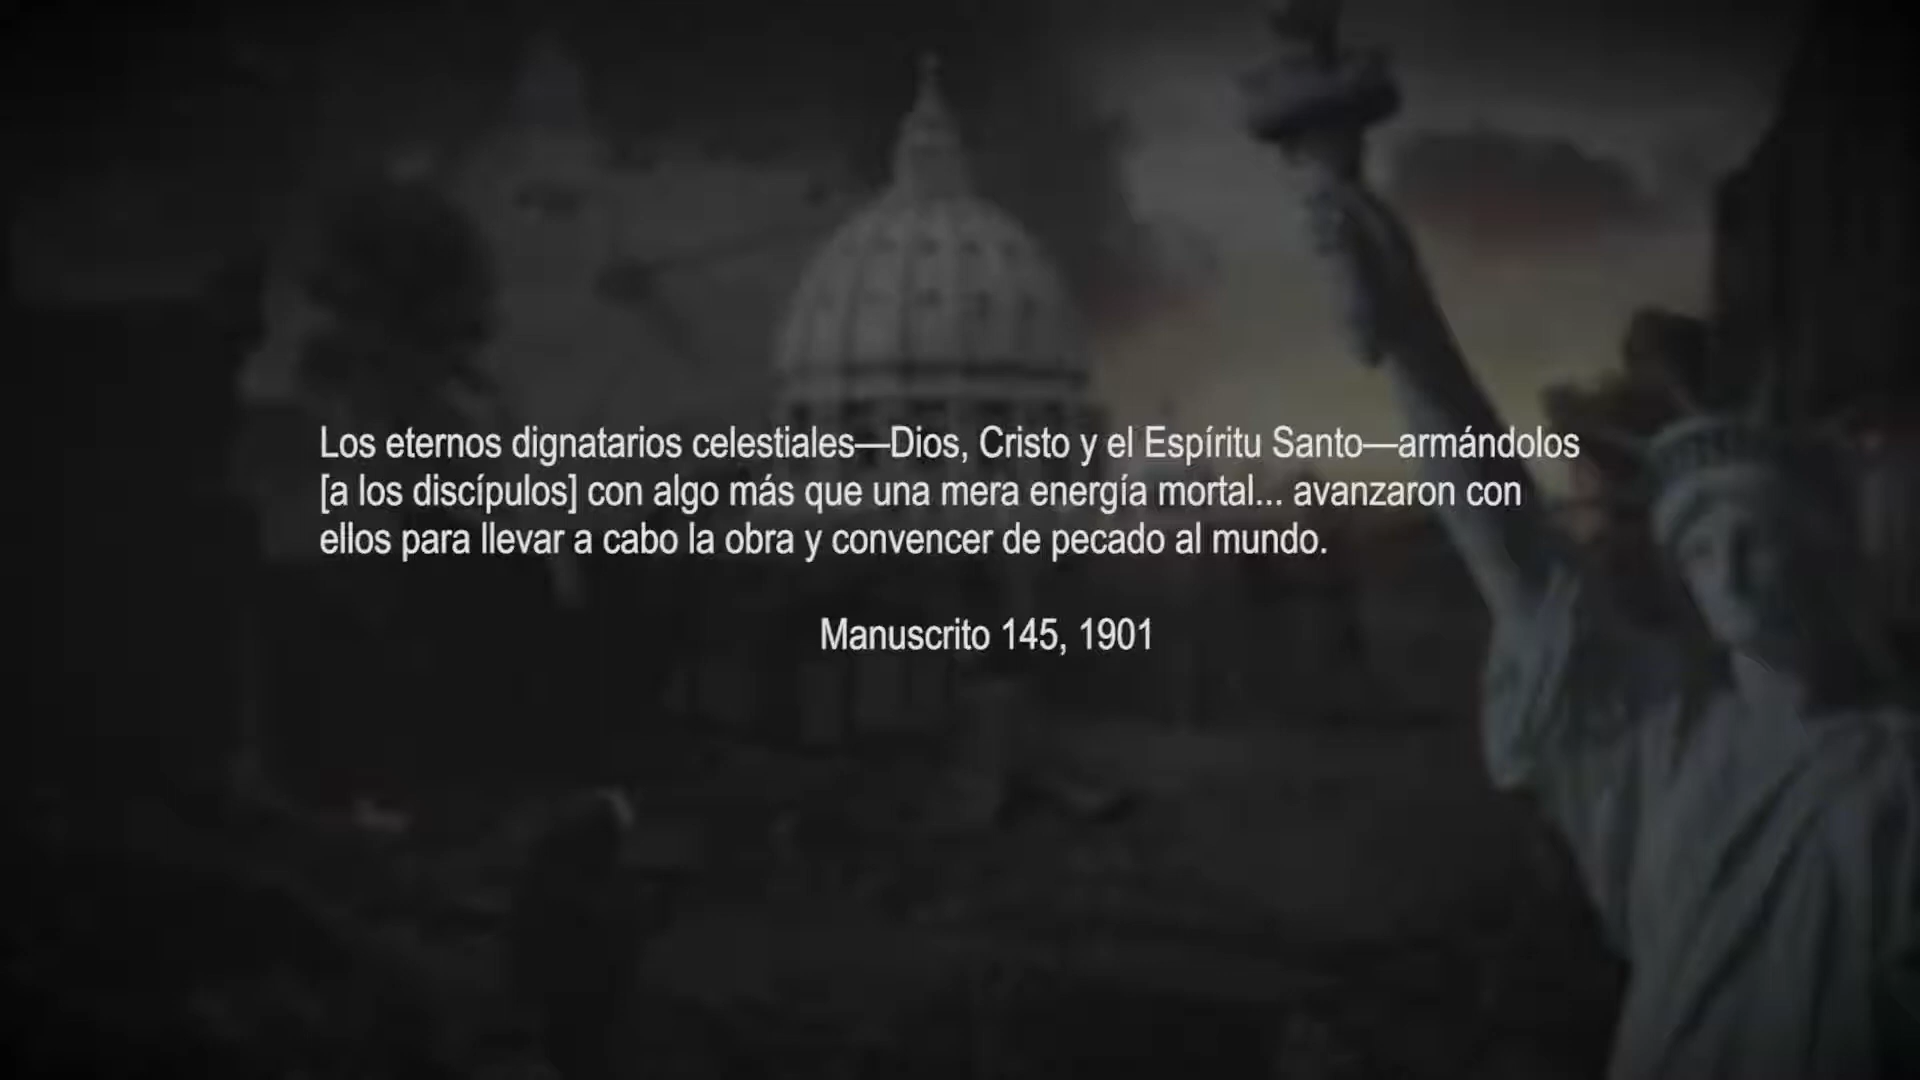 Los eternos dignatarios celestiales—Dios, Cristo y el Espíritu Santo—armándolos
[a los discípulos] con algo más que una mera energía mortal... avanzaron con
ellos para llevar a cabo la obra y convencer de pecado al mundo.
Manuscrito 145, 1901